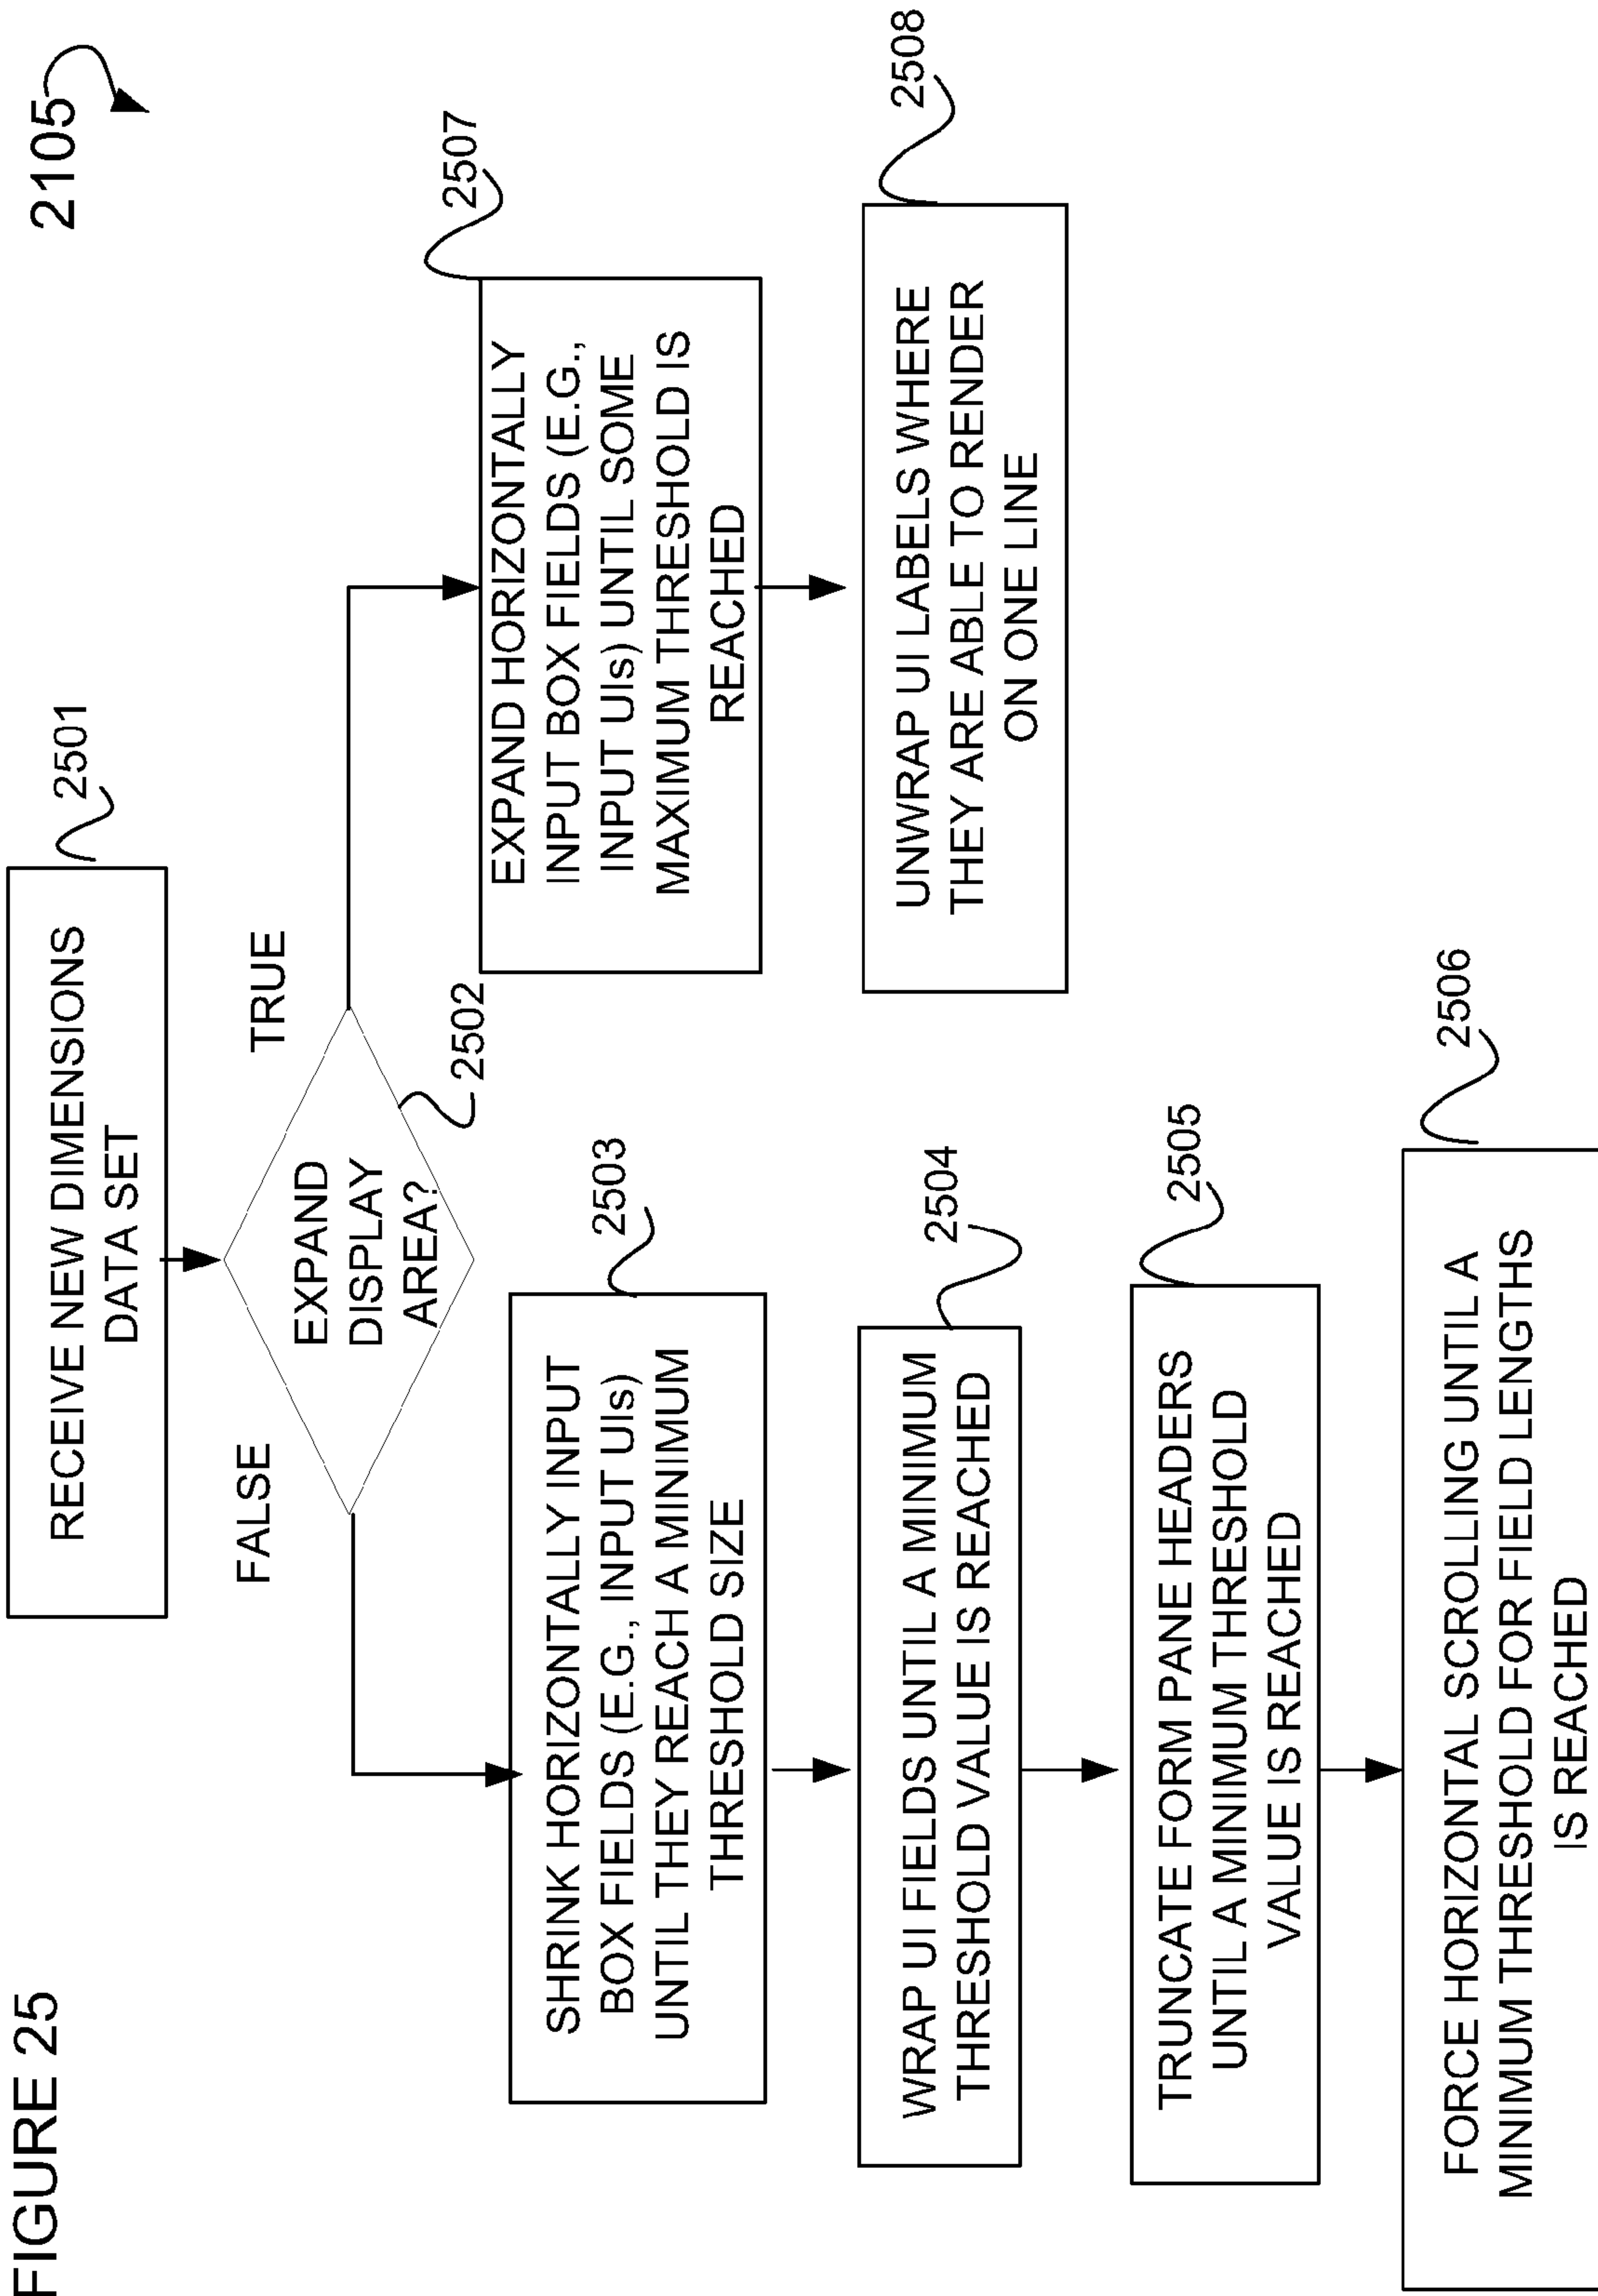 FIGURE 25
2105
RECEIVE NEW DIMENSIONS
DATA SET
2501
EXPAND
DISPLAY
AREA?
2502
FALSE
TRUE
SHRINK HORIZONTALLY INPUT
BOX FIELDS (E.G., INPUT UIs)
UNTIL THEY REACH A MINIMUM
THRESHOLD SIZE
2503
WRAP UI FIELDS UNTIL A MINIMUM
THRESHOLD VALUE IS REACHED
2504
TRUNCATE FORM PANE HEADERS
UNTIL A MINIMUM THRESHOLD
VALUE IS REACHED
2505
FORCE HORIZONTAL SCROLLING UNTIL A
MINIMUM THRESHOLD FOR FIELD LENGTHS
IS REACHED
2506
EXPAND HORIZONTALLY
INPUT BOX FIELDS (E.G.,
INPUT UIs) UNTIL SOME
MAXIMUM THRESHOLD IS
REACHED
2507
UNWRAP UI LABELS WHERE
THEY ARE ABLE TO RENDER
ON ONE LINE
2508